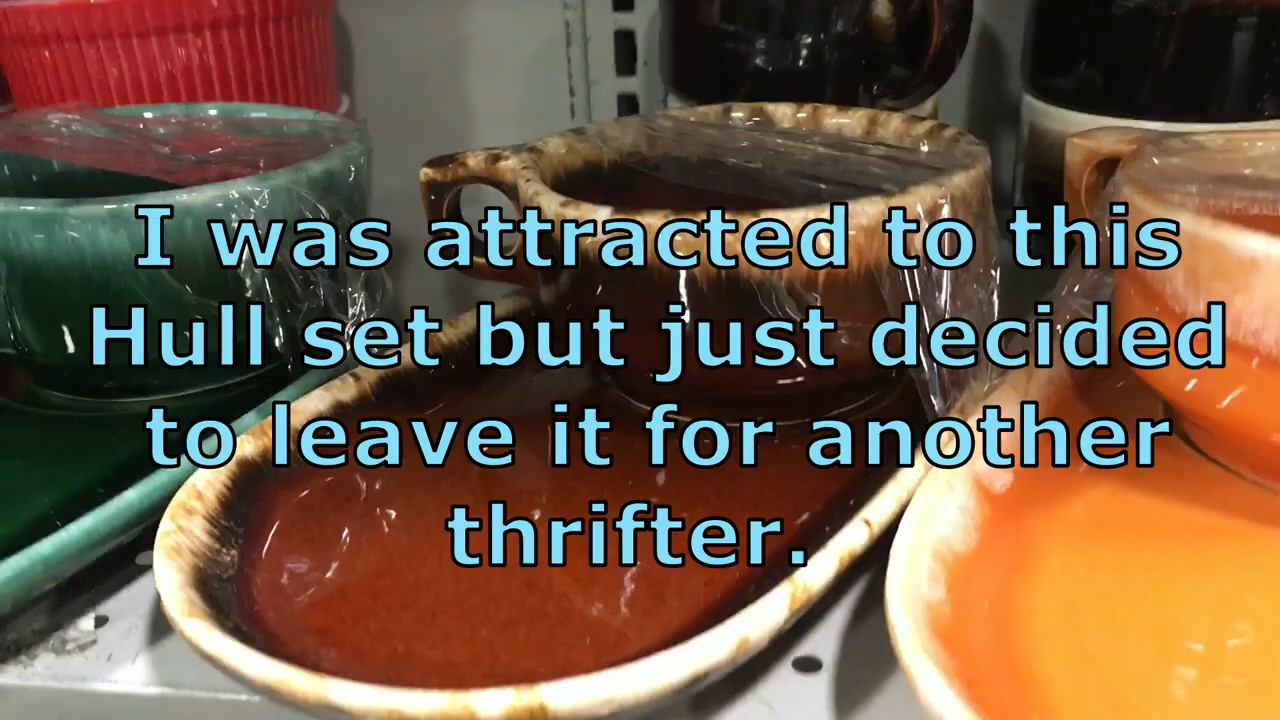 I was attracted to this
Hull set but just decided
to leave it for another
thrifter.